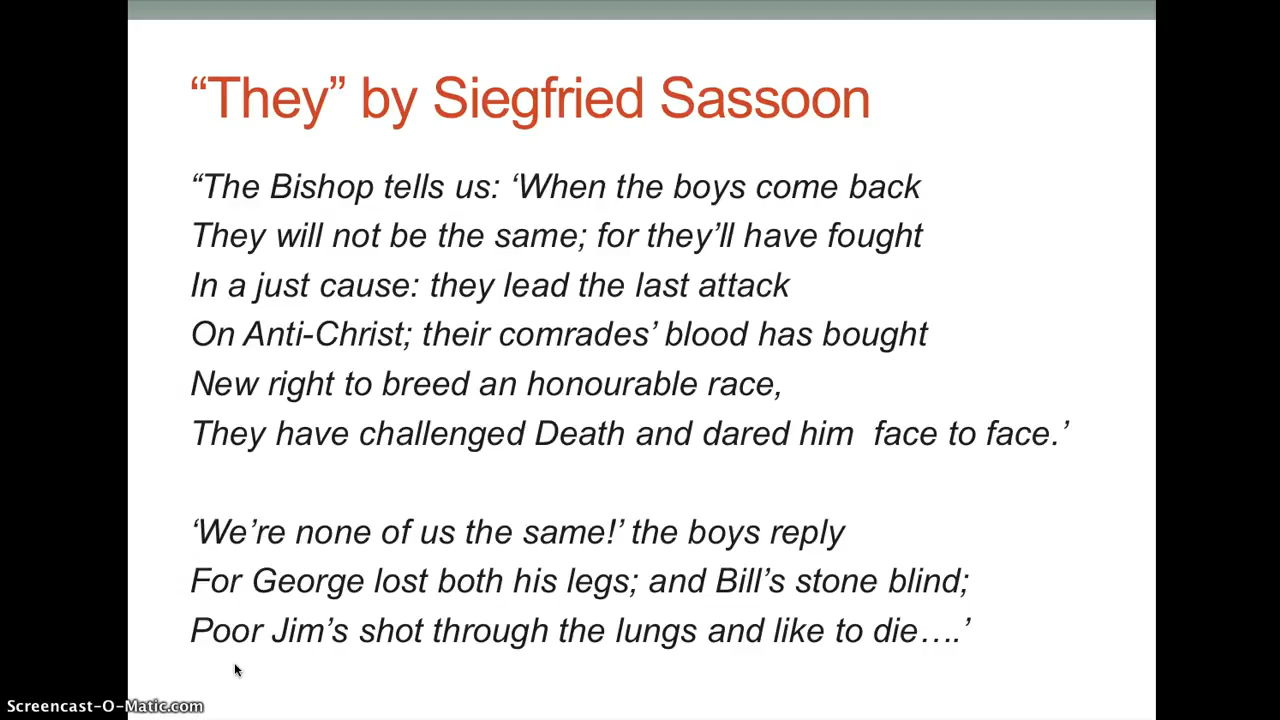 “They” by Siegfried Sassoon
“The Bishop tells us: ‘When the boys come back
They will not be the same; for they’ll have fought
In a just cause: they lead the last attack
On Anti-Christ; their comrades’ blood has bought
New right to breed an honourable race,
They have challenged Death and dared him  face to face.’
‘We’re none of us the same!’ the boys reply
For George lost both his legs; and Bill’s stone blind;
Poor Jim’s shot through the lungs and like to die….’
Screencast-O-Matic.com